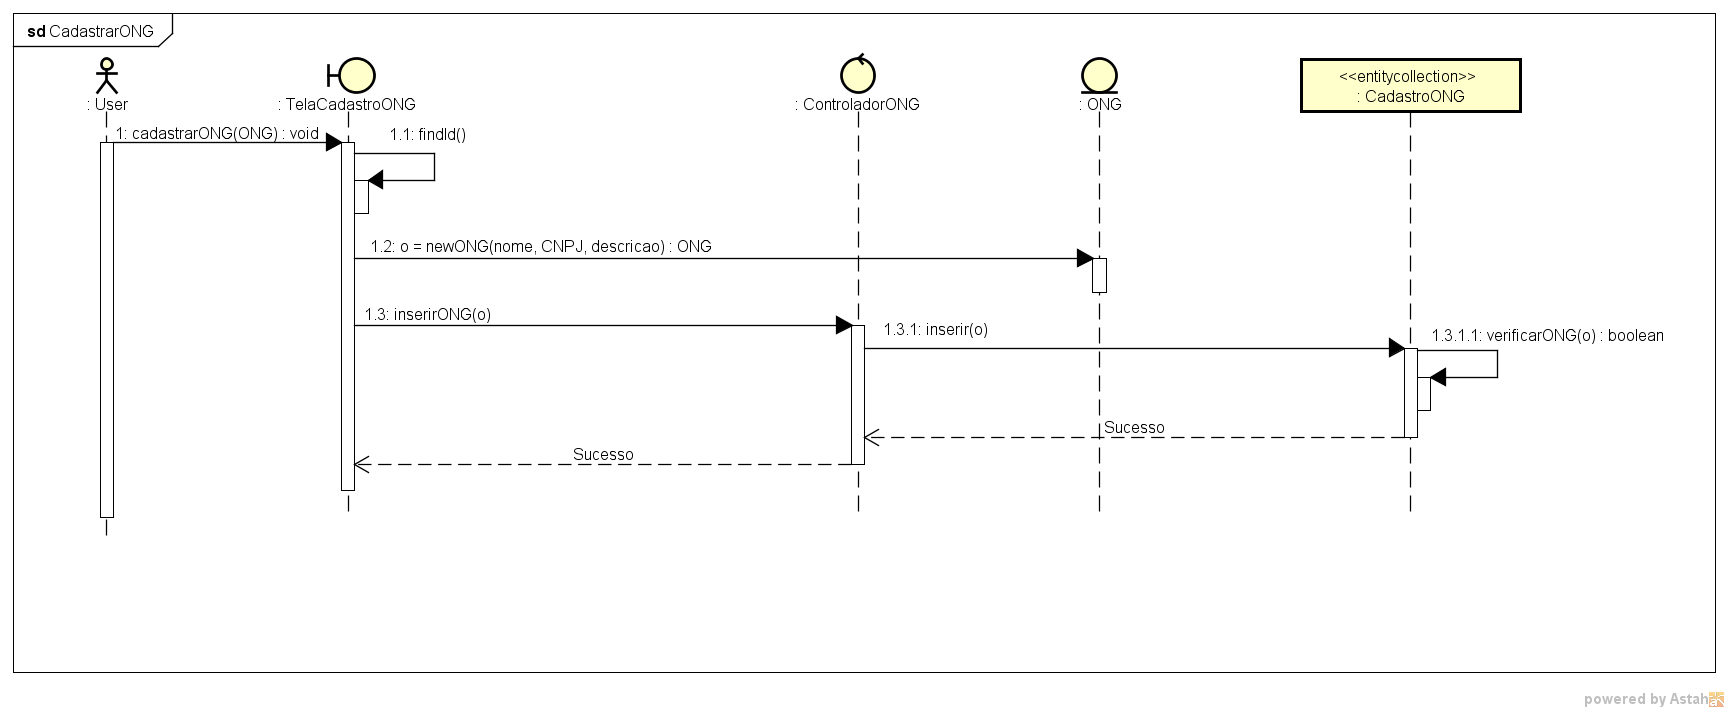 sd CadastrarONG
: User
: TelaCadastroONG
: ControladorONG
: ONG
<<entitycollection>>
: CadastroONG
1: cadastrarONG(ONG) : void
1.1: findId()
1.2: o = newONG(nome, CNPJ, descricao) : ONG
1.3: inserirONG(o)
1.3.1: inserir(o)
1.3.1.1: verificarONG(o) : boolean
Sucesso
Sucesso
powered by Astah